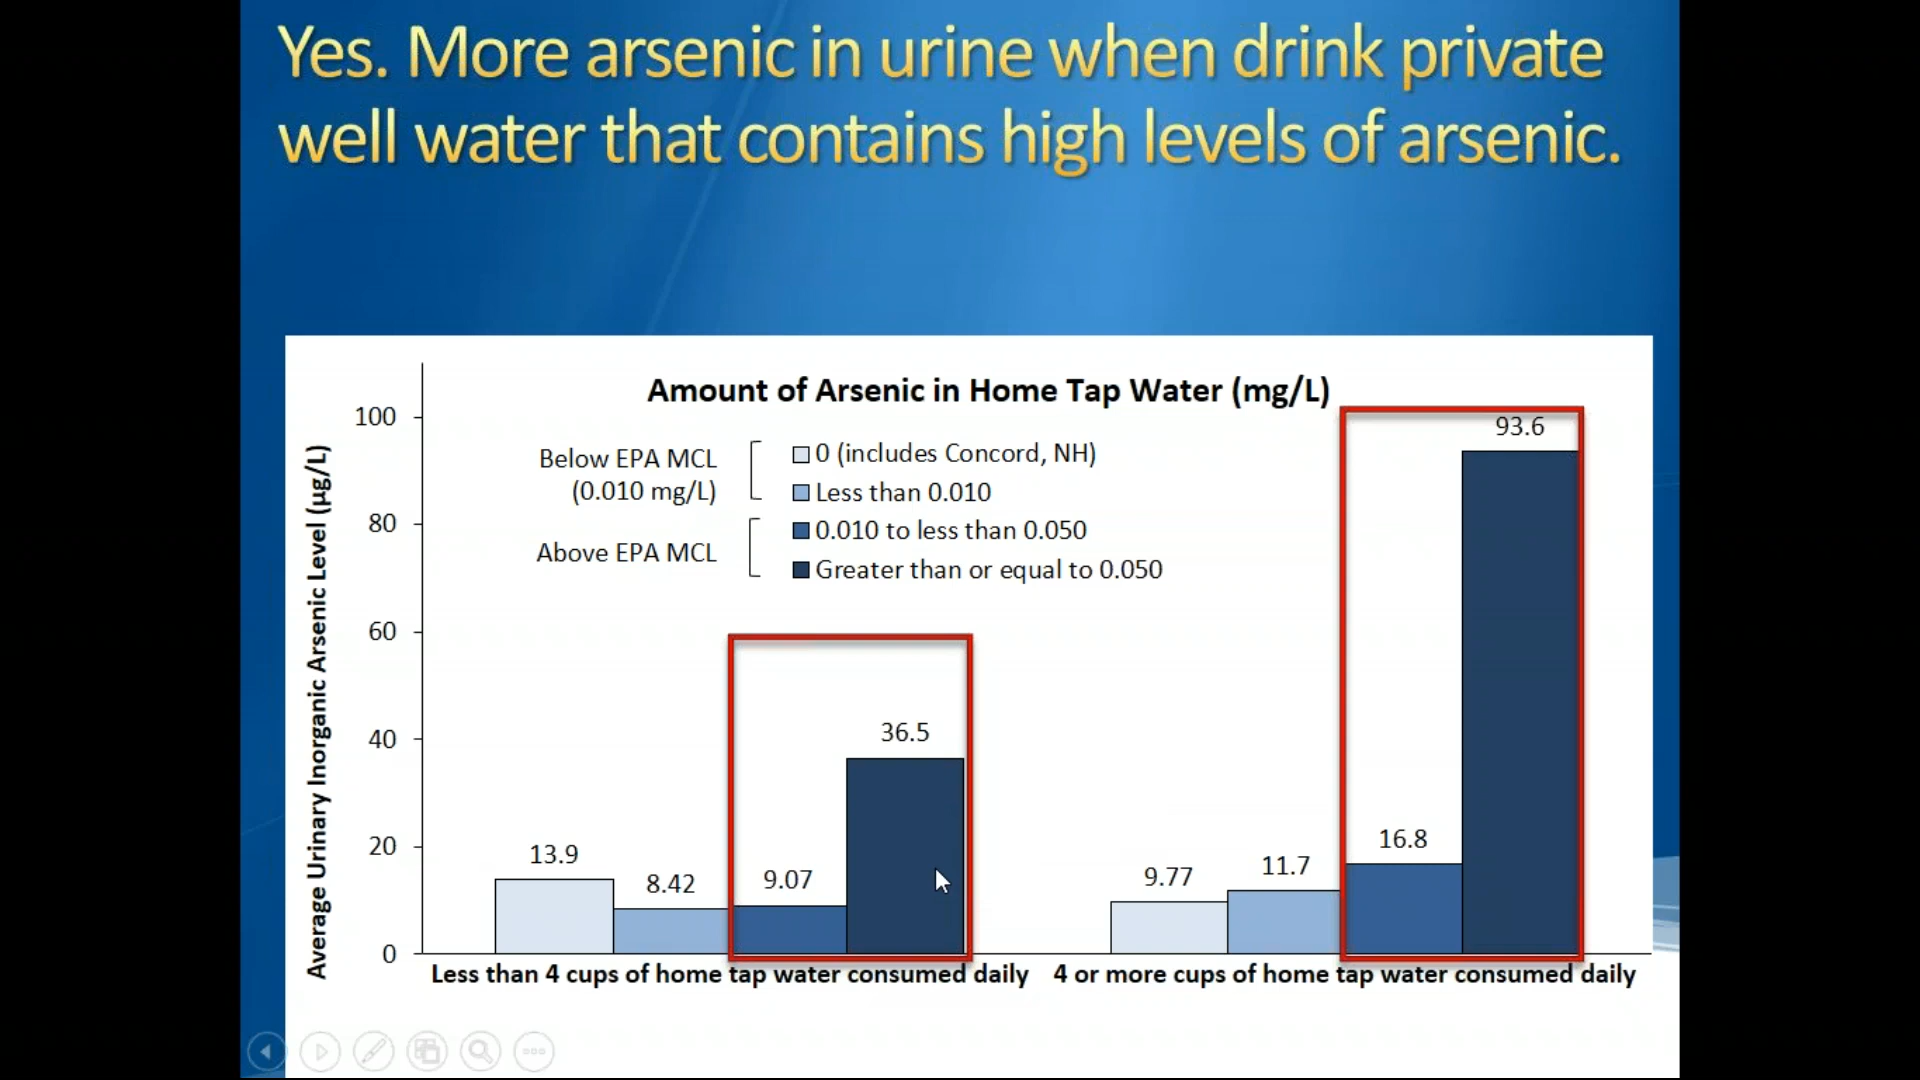 Yes. More arsenic in urine when drink private
well water that contains high levels of arsenic.
Amount of Arsenic in Home Tap Water (mg/L)
Below EPA MCL
(0.010 mg/L)
0 (includes Concord, NH)
Less than 0.010
Above EPA MCL
0.010 to less than 0.050
Greater than or equal to 0.050
Average Urinary Inorganic Arsenic Level (µg/L)
100
80
60
40
20
0
13.9
8.42
9.07
36.5
9.77
11.7
16.8
93.6
Less than 4 cups of home tap water consumed daily
4 or more cups of home tap water consumed daily